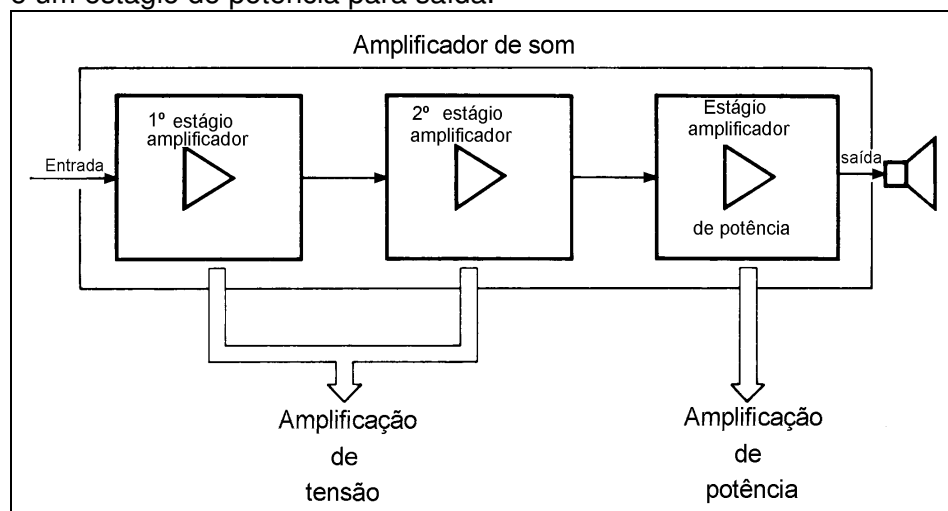 e um estágio de potência para saída.
Amplificador de som
1º estágio
amplificador
2º estágio
amplificador
Estágio
amplificador
de potência
Entrada
saída
Amplificação
de
tensão
Amplificação
de
potência